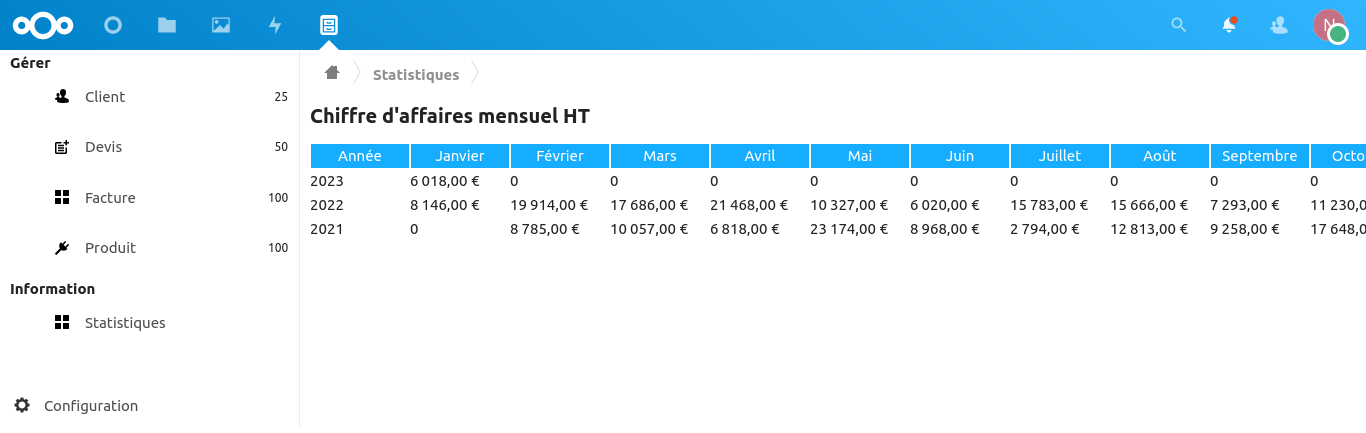 N
Gérer
Client 25
Devis 50
Facture 100
Produit 100
Information
Statistiques
Configuration
Statistiques
Chiffre d'affaires mensuel HT
Année Janvier Février Mars Avril Mai Juin Juillet Août Septembre Octo
2023 6 018,00 € 0 0 0 0 0 0 0 0 0
2022 8 146,00 € 19 914,00 € 17 686,00 € 21 468,00 € 10 327,00 € 6 020,00 € 15 783,00 € 15 666,00 € 7 293,00 € 11 230,0
2021 0 8 785,00 € 10 057,00 € 6 818,00 € 23 174,00 € 8 968,00 € 2 794,00 € 12 813,00 € 9 258,00 € 17 648,0